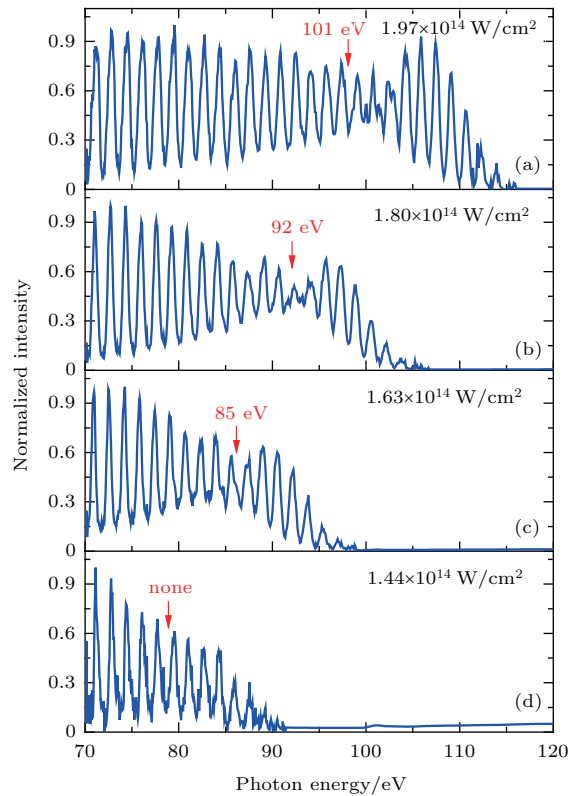 101 eV
1.97×10¹⁴ W/cm²
0.9
0.6
0.3
0
(a)
92 eV
1.80×10¹⁴ W/cm²
0.9
0.6
0.3
0
(b)
85 eV
1.63×10¹⁴ W/cm²
0.9
0.6
0.3
0
(c)
none
1.44×10¹⁴ W/cm²
0.9
0.6
0.3
0
(d)
Normalized intensity
70 80 90 100 110 120
Photon energy/eV